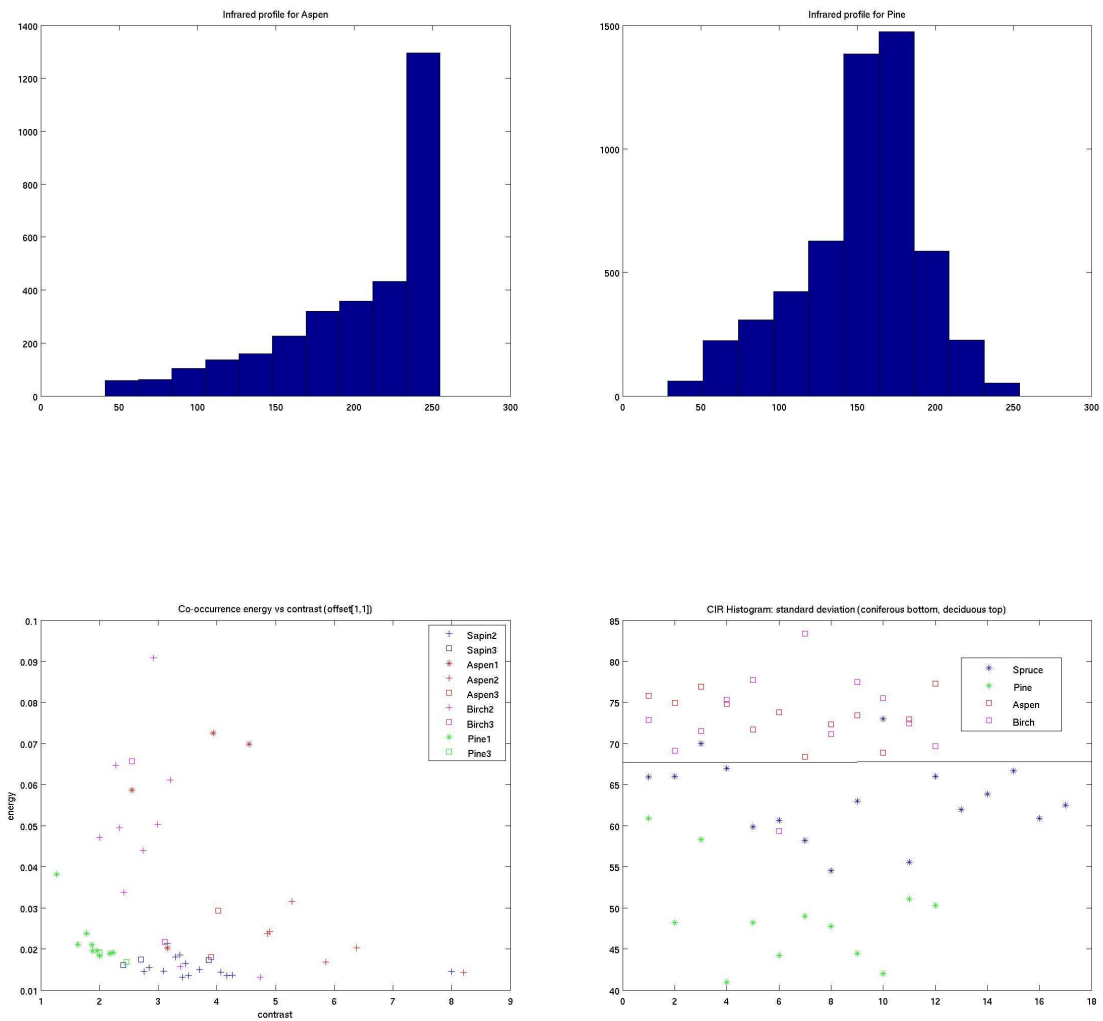 Infrared profile for Aspen
1400
1200
1000
800
600
400
200
0
0 50 100 150 200 250 300
Infrared profile for Pine
1500
1000
500
0
0 50 100 150 200 250 300
Co-occurrence energy vs contrast (offset[1,1])
0.1
0.09
0.08
0.07
0.06
0.05
0.04
0.03
0.02
0.01
energy
1 2 3 4 5 6 7 8 9
contrast
Sapin2
Sapin3
Aspen1
Aspen2
Aspen3
Birch2
Birch3
Pine1
Pine3
CIR Histogram: standard deviation (coniferous bottom, deciduous top)
85
80
75
70
65
60
55
50
45
40
0 2 4 6 8 10 12 14 16 18
Spruce
Pine
Aspen
Birch